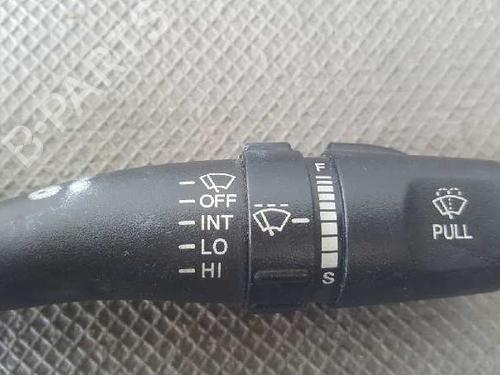 OFF
INT
LO
HI
F
S
PULL
B-PARTS